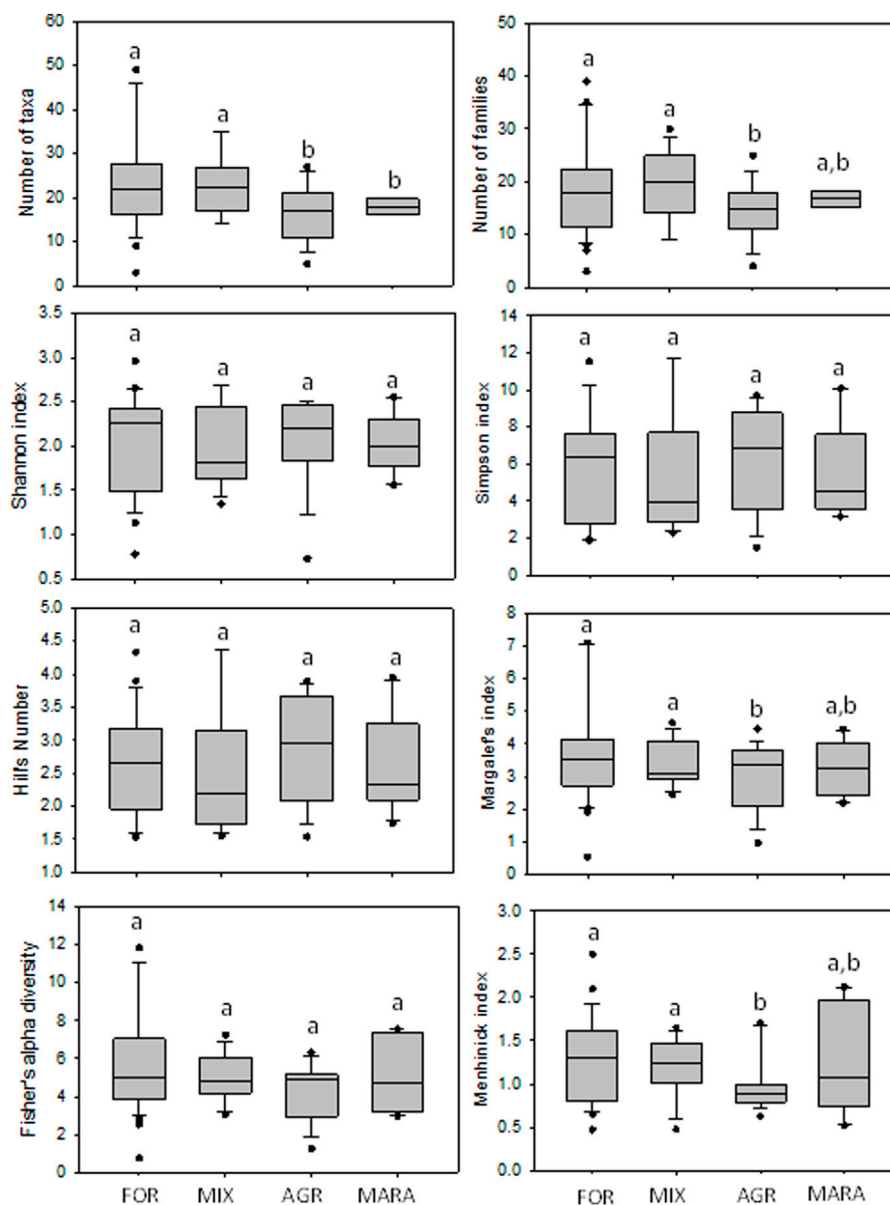 Number of taxa
60
50
40
30
20
10
0
a
a
b
b
Number of families
50
40
30
20
10
0
a
a
b
a,b
Shannon index
3.5
3.0
2.5
2.0
1.5
1.0
0.5
a
a
a
a
Simpson index
14
12
10
8
6
4
2
0
a
a
a
a
Hill's Number
5.0
4.5
4.0
3.5
3.0
2.5
2.0
1.5
1.0
a
a
a
a
Margalef's index
8
7
6
5
4
3
2
1
0
a
a
b
a,b
Fisher's alpha diversity
14
12
10
8
6
4
2
0
a
a
a
a
FOR MIX AGR MARA
Menhinick index
3.0
2.5
2.0
1.5
1.0
0.5
0.0
a
a
b
a,b
FOR MIX AGR MARA